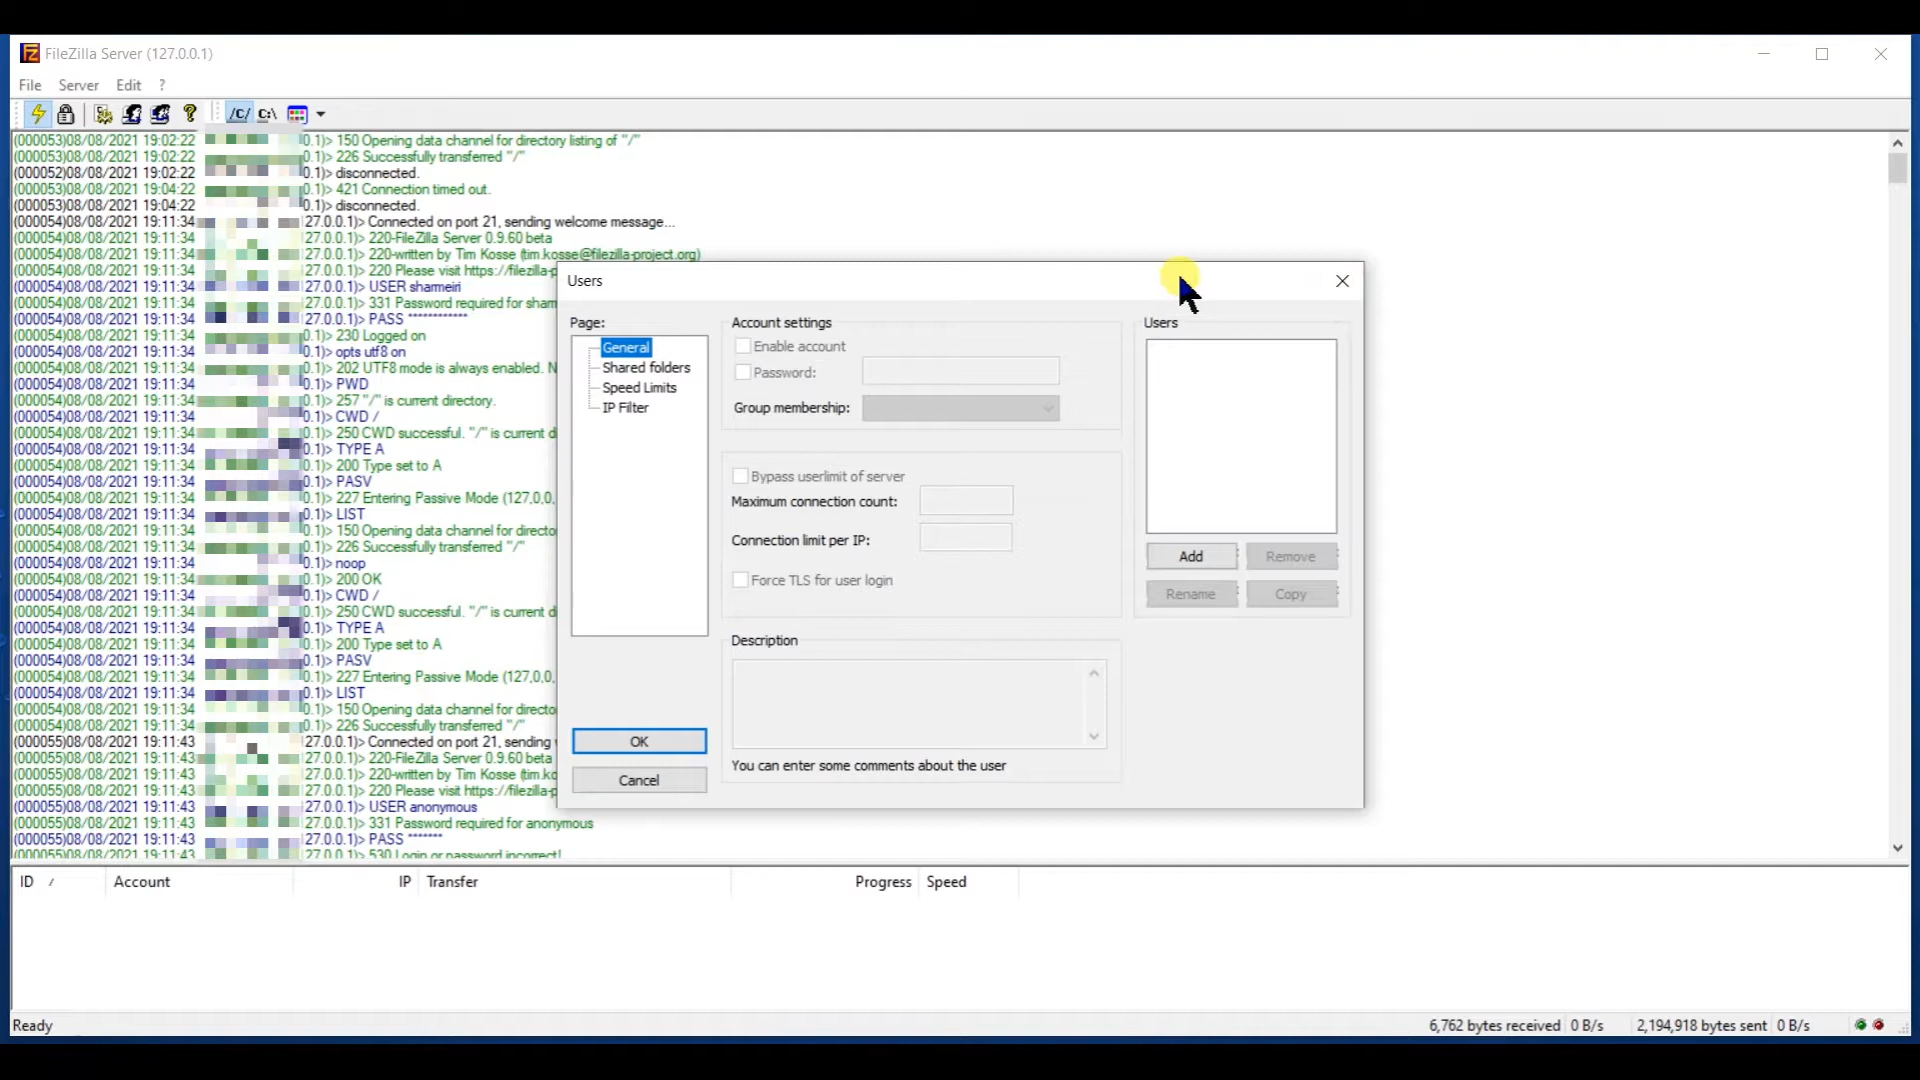 FileZilla Server (127.0.0.1)
File Server Edit ?
/C/ C:\
(000053)08/08/2021 19:02:22 0.1)> 150 Opening data channel for directory listing of "/"
(000053)08/08/2021 19:02:22 0.1)> 226 Successfully transferred "/"
(000052)08/08/2021 19:02:22 0.1)> disconnected.
(000053)08/08/2021 19:04:22 0.1)> 421 Connection timed out.
(000053)08/08/2021 19:04:22 0.1)> disconnected.
(000054)08/08/2021 19:11:34 27.0.0.1)> Connected on port 21, sending welcome message...
(000054)08/08/2021 19:11:34 27.0.0.1)> 220-FileZilla Server 0.9.60 beta
(000054)08/08/2021 19:11:34 27.0.0.1)> 220-written by Tim Kosse (tim.kosse@filezilla-project.org)
(000054)08/08/2021 19:11:34 27.0.0.1)> 220 Please visit https://filezilla-p
(000054)08/08/2021 19:11:34 27.0.0.1)> USER sharmeiri
(000054)08/08/2021 19:11:34 27.0.0.1)> 331 Password required for sharm
(000054)08/08/2021 19:11:34 27.0.0.1)> PASS ************
(000054)08/08/2021 19:11:34 0.1)> 230 Logged on
(000054)08/08/2021 19:11:34 0.1)> opts utf8 on
(000054)08/08/2021 19:11:34 0.1)> 202 UTF8 mode is always enabled. N
(000054)08/08/2021 19:11:34 0.1)> PWD
(000054)08/08/2021 19:11:34 0.1)> 257 "/" is current directory.
(000054)08/08/2021 19:11:34 0.1)> CWD /
(000054)08/08/2021 19:11:34 0.1)> 250 CWD successful. "/" is current d
(000054)08/08/2021 19:11:34 0.1)> TYPE A
(000054)08/08/2021 19:11:34 0.1)> 200 Type set to A
(000054)08/08/2021 19:11:34 0.1)> PASV
(000054)08/08/2021 19:11:34 0.1)> 227 Entering Passive Mode (127,0,0,
(000054)08/08/2021 19:11:34 0.1)> LIST
(000054)08/08/2021 19:11:34 0.1)> 150 Opening data channel for directo
(000054)08/08/2021 19:11:34 0.1)> 226 Successfully transferred "/"
(000054)08/08/2021 19:11:34 0.1)> noop
(000054)08/08/2021 19:11:34 0.1)> 200 OK
(000054)08/08/2021 19:11:34 0.1)> CWD /
(000054)08/08/2021 19:11:34 0.1)> 250 CWD successful. "/" is current d
(000054)08/08/2021 19:11:34 0.1)> TYPE A
(000054)08/08/2021 19:11:34 0.1)> 200 Type set to A
(000054)08/08/2021 19:11:34 0.1)> PASV
(000054)08/08/2021 19:11:34 0.1)> 227 Entering Passive Mode (127,0,0,
(000054)08/08/2021 19:11:34 0.1)> LIST
(000054)08/08/2021 19:11:34 0.1)> 150 Opening data channel for directo
(000054)08/08/2021 19:11:34 0.1)> 226 Successfully transferred "/"
(000055)08/08/2021 19:11:43 27.0.0.1)> Connected on port 21, sending
(000055)08/08/2021 19:11:43 27.0.0.1)> 220-FileZilla Server 0.9.60 beta
(000055)08/08/2021 19:11:43 27.0.0.1)> 220-written by Tim Kosse (tim.ko
(000055)08/08/2021 19:11:43 27.0.0.1)> 220 Please visit https://filezilla-p
(000055)08/08/2021 19:11:43 27.0.0.1)> USER anonymous
(000055)08/08/2021 19:11:43 27.0.0.1)> 331 Password required for anonymous
(000055)08/08/2021 19:11:43 27.0.0.1)> PASS *******
(000055)08/08/2021 19:11:43 27.0.0.1)> 530 Login or password incorrect!
Users
Page:
General
Shared folders
Speed Limits
IP Filter
OK
Cancel
Account settings
Enable account
Password:
Group membership:
Bypass userlimit of server
Maximum connection count:
Connection limit per IP:
Force TLS for user login
Description
You can enter some comments about the user
Users
Add Remove
Rename Copy
ID / Account IP Transfer Progress Speed
Ready 6,762 bytes received 0 B/s 2,194,918 bytes sent 0 B/s